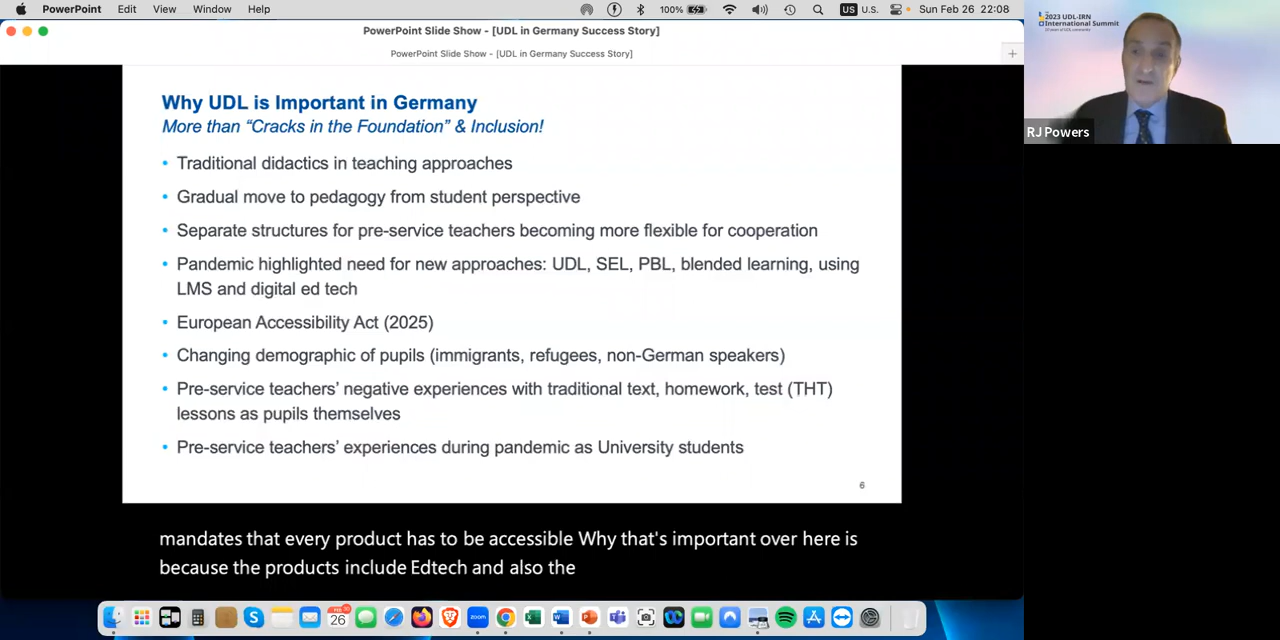 PowerPoint Edit View Window Help 100% US U.S. Sun Feb 26 22:08
PowerPoint Slide Show - [UDL in Germany Success Story]
PowerPoint Slide Show - [UDL in Germany Success Story]
2023 UDL-IRN
International Summit
RJ Powers
Why UDL is Important in Germany
More than “Cracks in the Foundation” & Inclusion!
• Traditional didactics in teaching approaches
• Gradual move to pedagogy from student perspective
• Separate structures for pre-service teachers becoming more flexible for cooperation
• Pandemic highlighted need for new approaches: UDL, SEL, PBL, blended learning, using
LMS and digital ed tech
• European Accessibility Act (2025)
• Changing demographic of pupils (immigrants, refugees, non-German speakers)
• Pre-service teachers’ negative experiences with traditional text, homework, test (THT)
lessons as pupils themselves
• Pre-service teachers’ experiences during pandemic as University students
6
mandates that every product has to be accessible Why that's important over here is
because the products include Edtech and also the
26
zoom